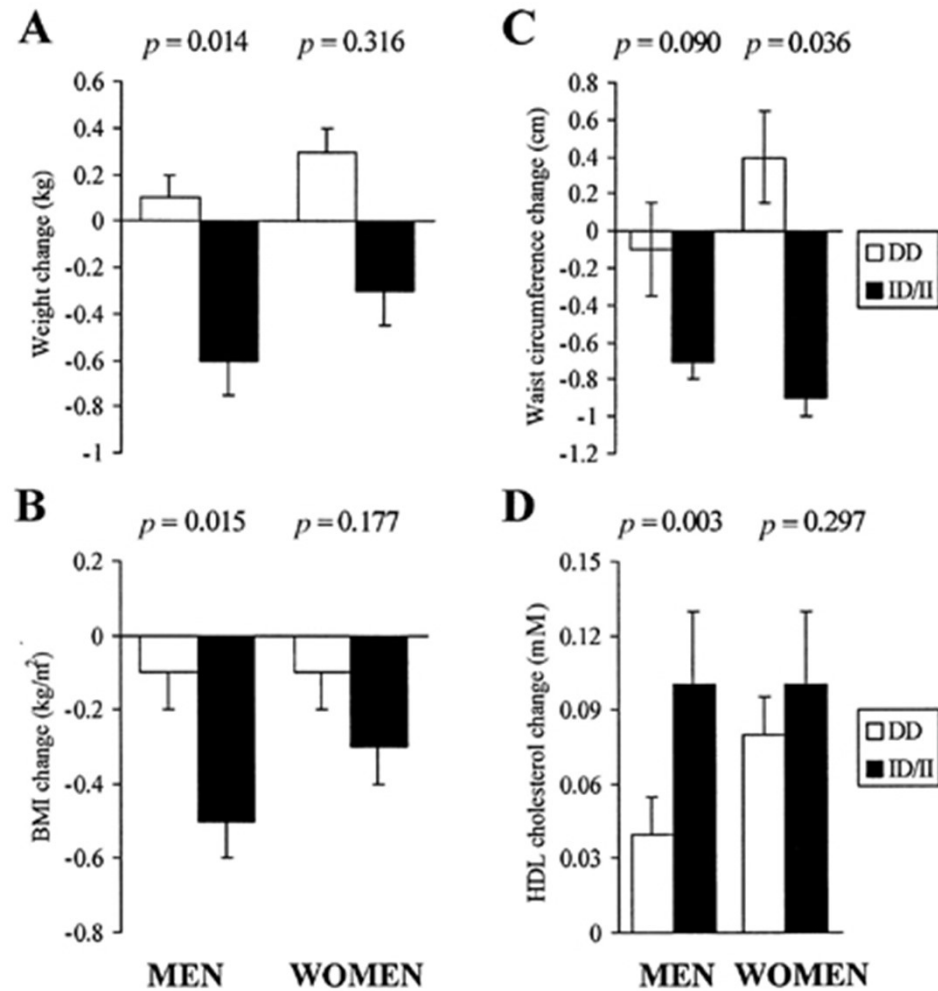 A
p = 0.014
p = 0.316
Weight change (kg)
0.6
0.4
0.2
0
-0.2
-0.4
-0.6
-0.8
-1
C
p = 0.090
p = 0.036
Waist circumference change (cm)
0.8
0.6
0.4
0.2
0
-0.2
-0.4
-0.6
-0.8
-1
-1.2
DD
ID/II
B
p = 0.015
p = 0.177
BMI change (kg/m²)
0.2
0
-0.2
-0.4
-0.6
-0.8
MEN
WOMEN
D
p = 0.003
p = 0.297
HDL cholesterol change (mM)
0.15
0.12
0.09
0.06
0.03
0
DD
ID/II
MEN
WOMEN